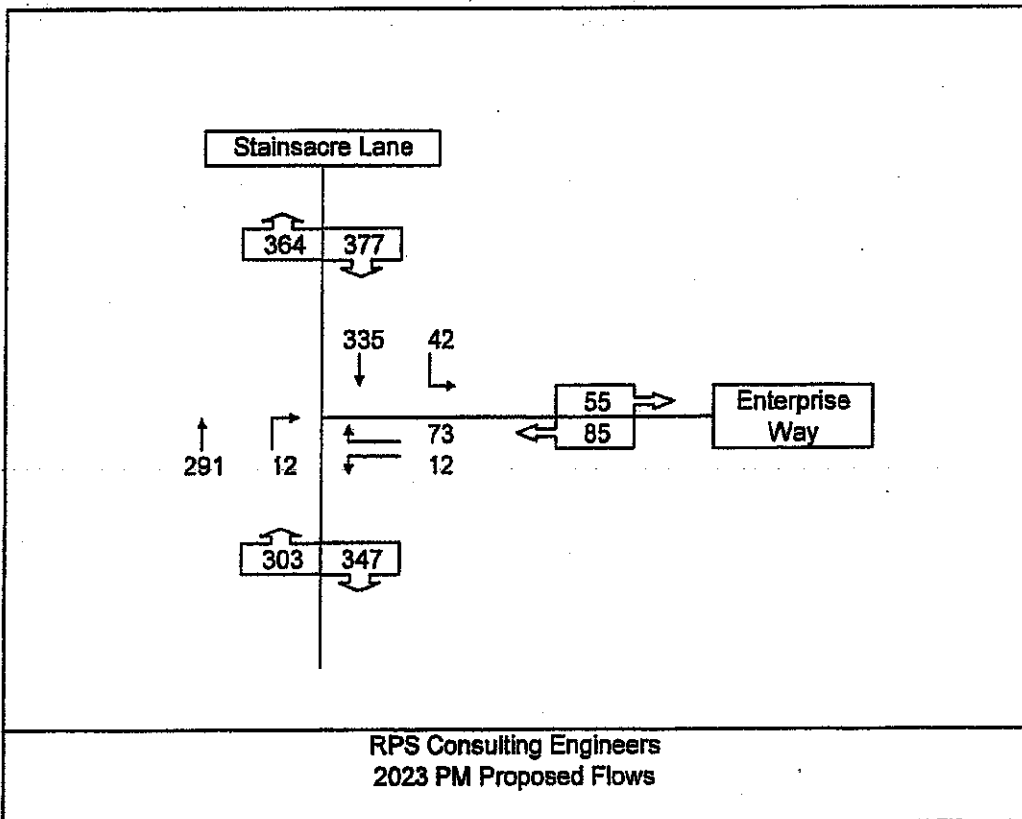 Stainsacre Lane
364 377
335 42
55
Enterprise
Way
85
73
12
291 12
303 347
RPS Consulting Engineers
2023 PM Proposed Flows